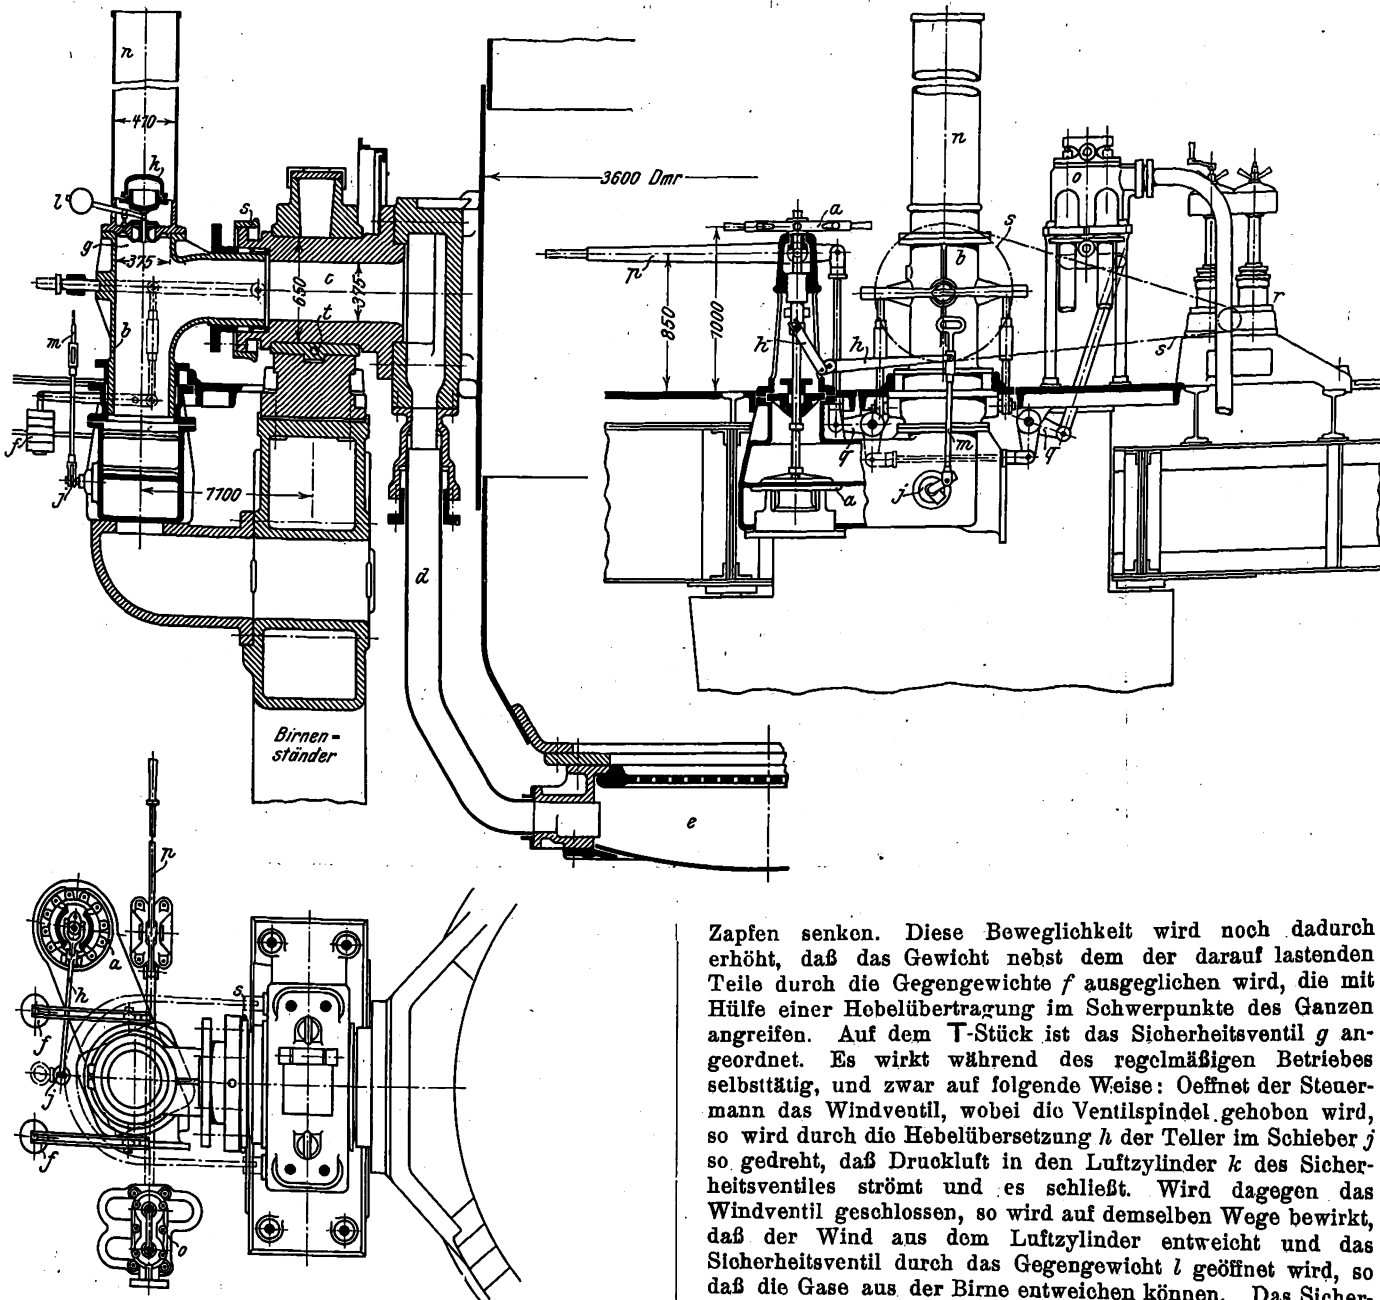 n
470
h
l
s
g
375
650
c
375
t
b
m
f
j
1100
d
Birnen-
ständer
3600 Dmr
e
n
a
p
850
1000
k
h
b
s
o
r
s
q
m
q
j
a
p
a
h
s
f
j
f
o
Zapfen senken. Diese Beweglichkeit wird noch dadurch
erhöht, daß das Gewicht nebst dem der darauf lastenden
Teile durch die Gegengewichte f ausgeglichen wird, die mit
Hülfe einer Hebelübertragung im Schwerpunkte des Ganzen
angreifen. Auf dem T-Stück ist das Sicherheitsventil g an-
geordnet. Es wirkt während des regelmäßigen Betriebes
selbsttätig, und zwar auf folgende Weise: Oeffnet der Steuer-
mann das Windventil, wobei die Ventilspindel gehoben wird,
so wird durch die Hebelübersetzung h der Teller im Schieber j
so gedreht, daß Druckluft in den Luftzylinder k des Sicher-
heitsventiles strömt und es schließt. Wird dagegen das
Windventil geschlossen, so wird auf demselben Wege bewirkt,
daß der Wind aus dem Luftzylinder entweicht und das
Sicherheitsventil durch das Gegengewicht l geöffnet wird, so
daß die Gase aus der Birne entweichen können. Das Sicher-